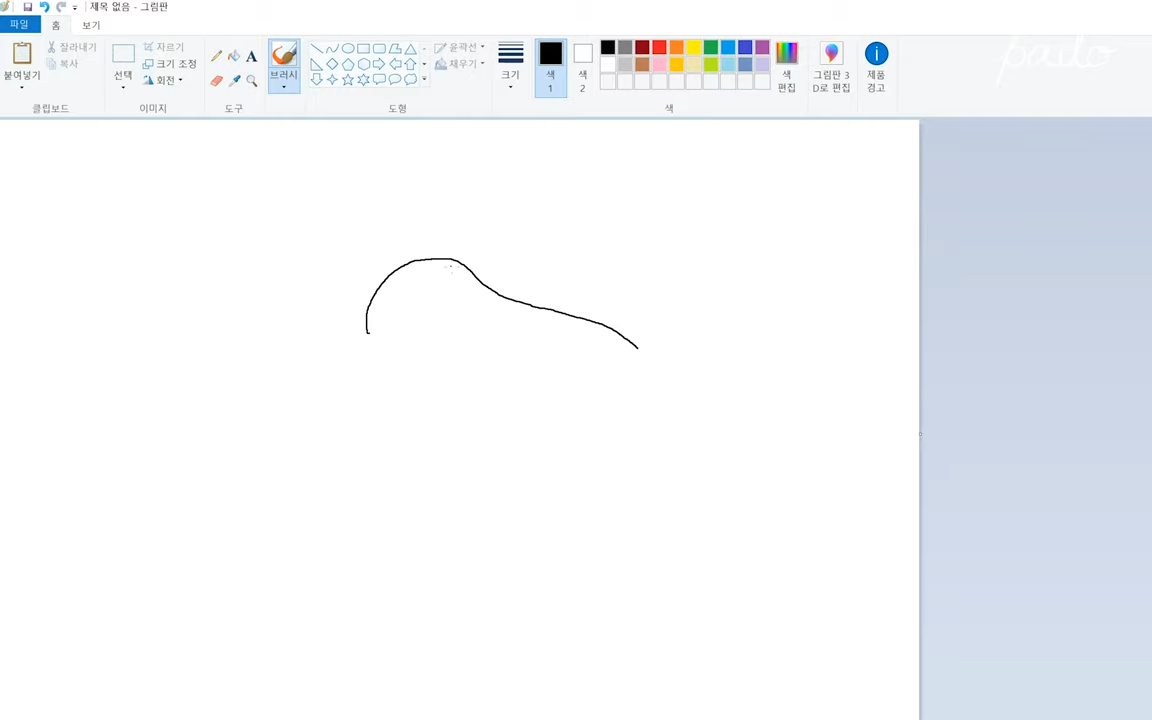 제목 없음 - 그림판
파일 홈 보기
붙여넣기 잘라내기 복사
선택 자르기 크기 조정 회전
A
브러시
윤곽선 채우기
크기
색 1
색 2
색 편집
그림판 3D로 편집
제품 경고
클립보드 이미지 도구 도형 색
pailo